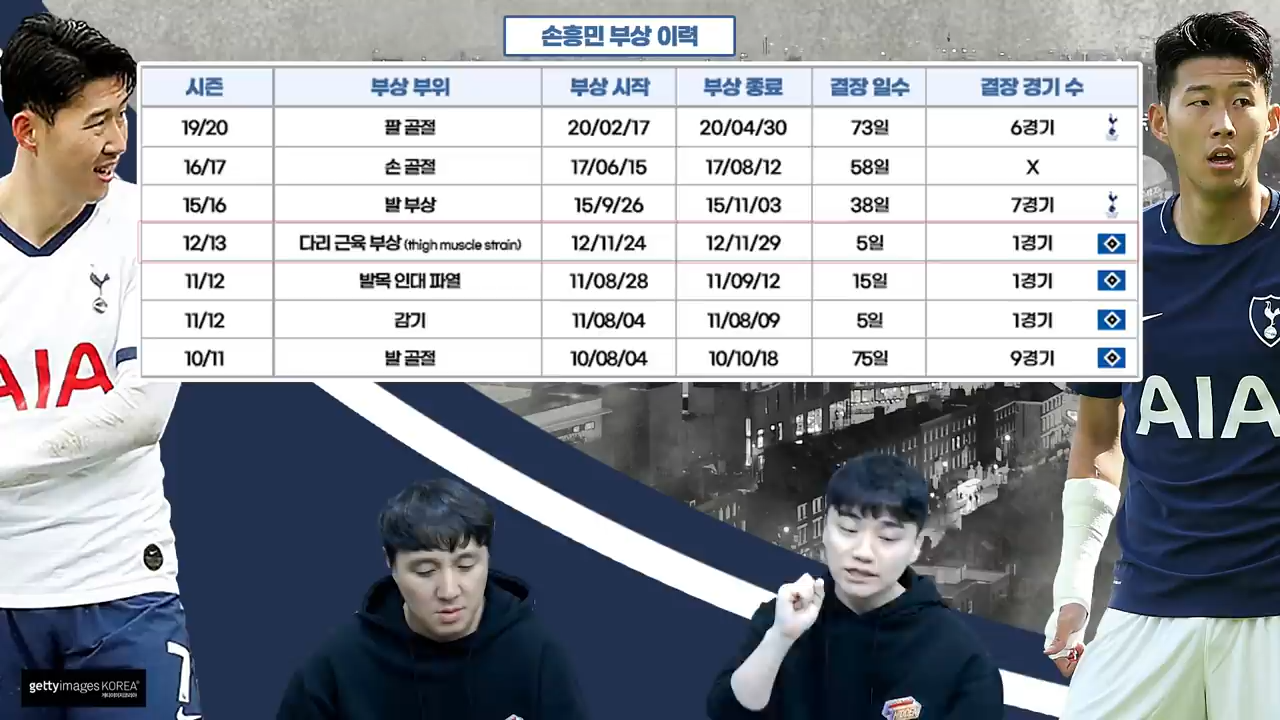 손흥민 부상 이력
시즌 부상 부위 부상 시작 부상 종료 결장 일수 결장 경기 수
19/20 팔 골절 20/02/17 20/04/30 73일 6경기
16/17 손 골절 17/06/15 17/08/12 58일 X
15/16 발 부상 15/9/26 15/11/03 38일 7경기
12/13 다리 근육 부상 (thigh muscle strain) 12/11/24 12/11/29 5일 1경기
11/12 발목 인대 파열 11/08/28 11/09/12 15일 1경기
11/12 감기 11/08/04 11/08/09 5일 1경기
10/11 발 골절 10/08/04 10/10/18 75일 9경기
AIA
AIA
7
gettyimages KOREA